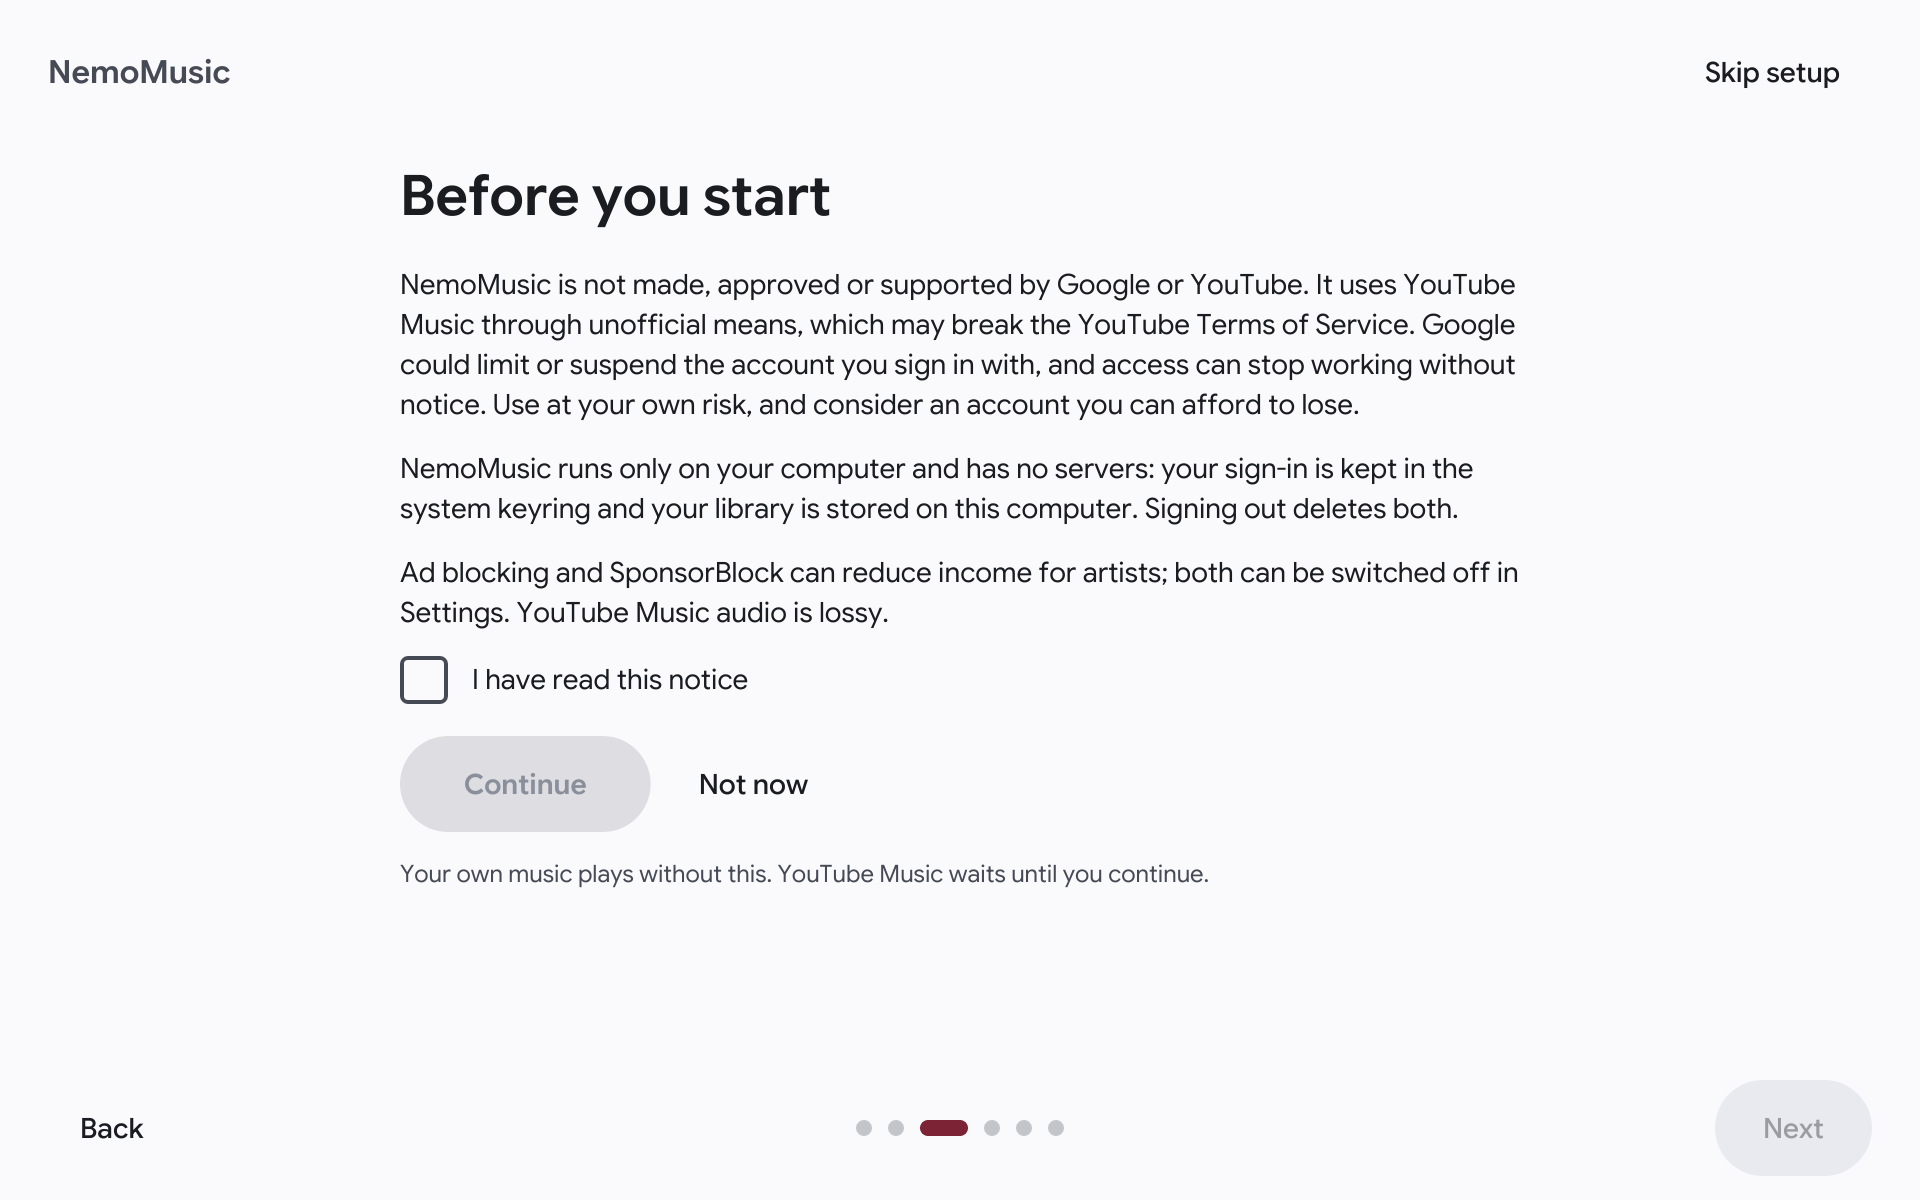 NemoMusic
Skip setup
Before you start
NemoMusic is not made, approved or supported by Google or YouTube. It uses YouTube
Music through unofficial means, which may break the YouTube Terms of Service. Google
could limit or suspend the account you sign in with, and access can stop working without
notice. Use at your own risk, and consider an account you can afford to lose.
NemoMusic runs only on your computer and has no servers: your sign-in is kept in the
system keyring and your library is stored on this computer. Signing out deletes both.
Ad blocking and SponsorBlock can reduce income for artists; both can be switched off in
Settings. YouTube Music audio is lossy.
I have read this notice
Continue
Not now
Your own music plays without this. YouTube Music waits until you continue.
Back
Next